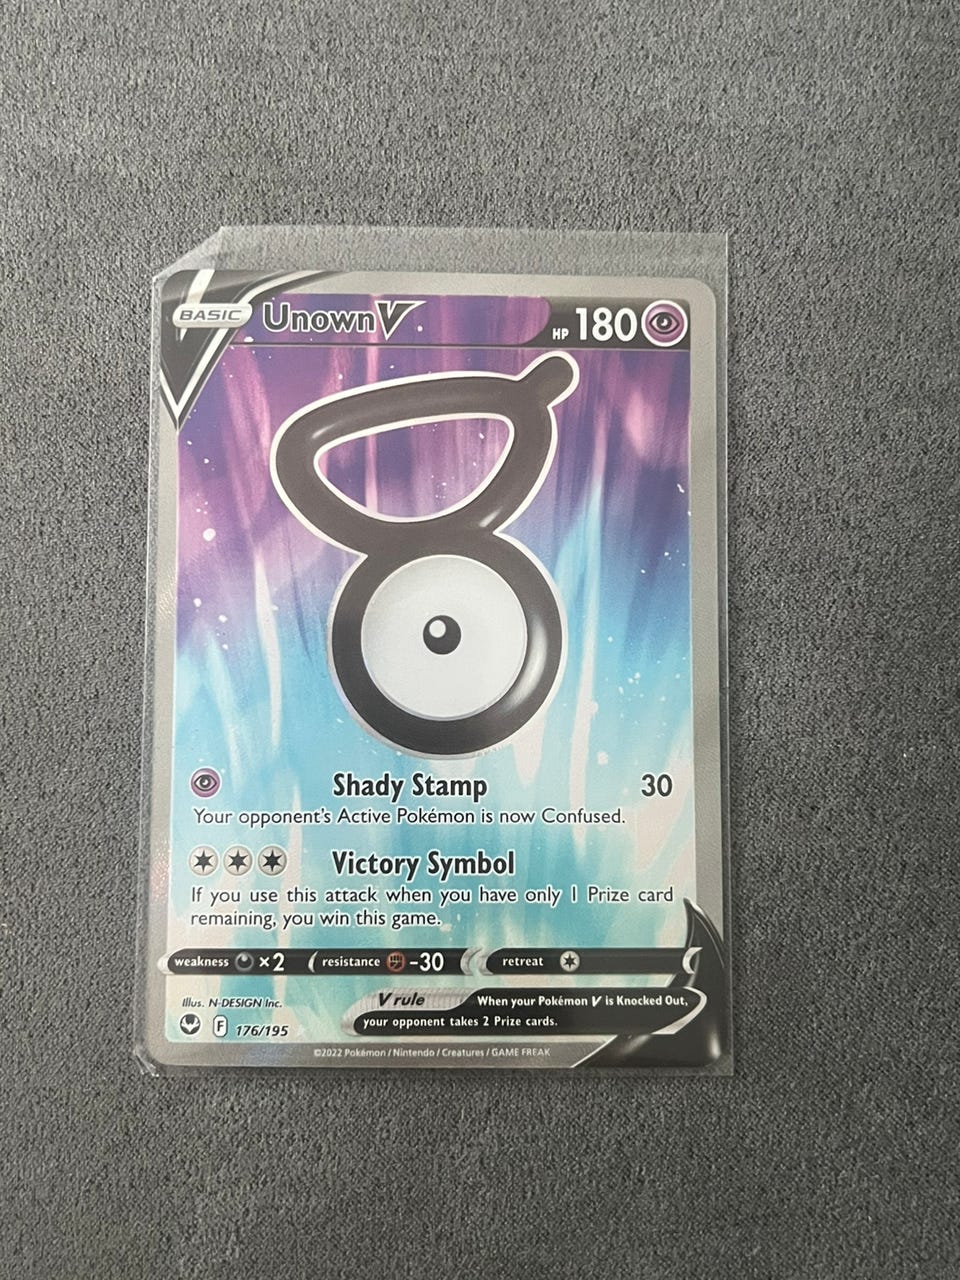 BASIC UnownV HP 180
Shady Stamp 30
Your opponent's Active Pokémon is now Confused.
Victory Symbol
If you use this attack when you have only 1 Prize card
remaining, you win this game.
weakness ×2 resistance -30 retreat
Illus. N-DESIGN Inc.
V rule When your Pokémon V is Knocked Out,
your opponent takes 2 Prize cards.
F 176/195
©2022 Pokémon / Nintendo / Creatures / GAME FREAK